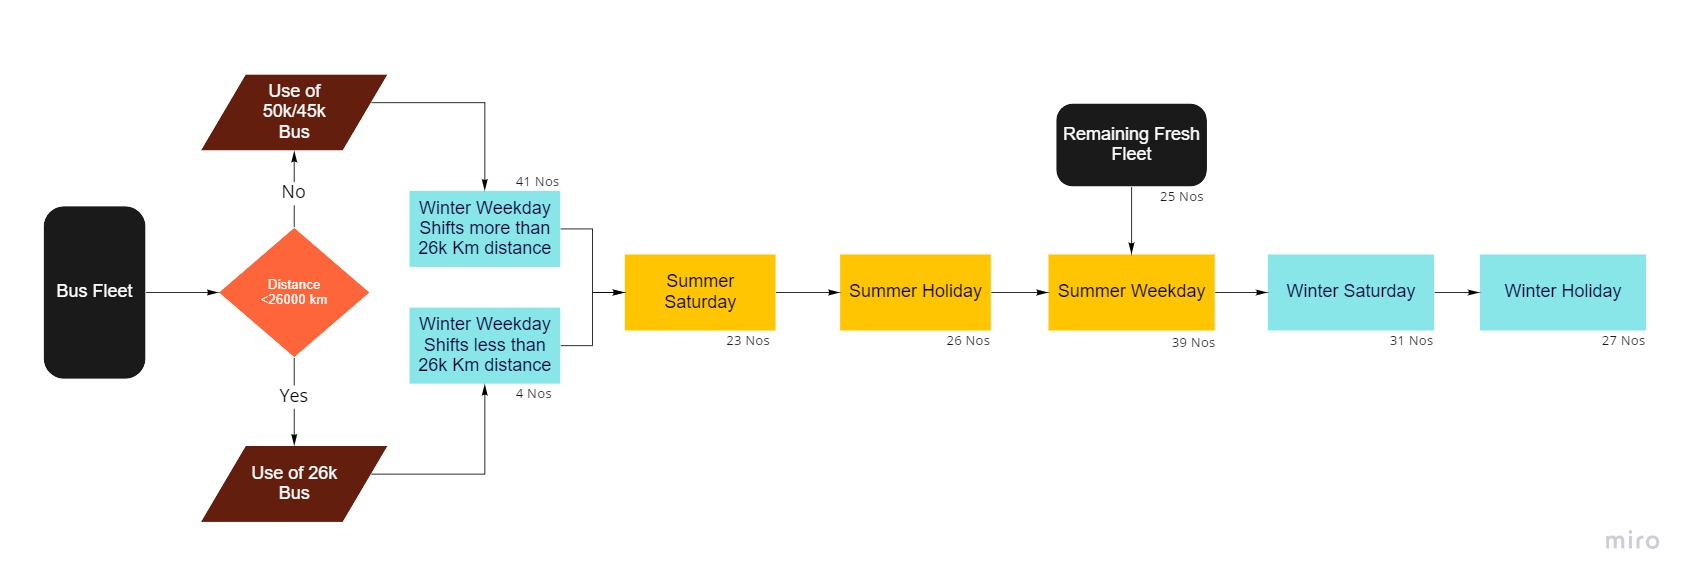 Use of
50k/45k
Bus
No
Bus Fleet
Distance
<26000 km
Yes
Use of 26k
Bus
41 Nos
Winter Weekday
Shifts more than
26k Km distance
Winter Weekday
Shifts less than
26k Km distance
4 Nos
Summer
Saturday
23 Nos
Summer Holiday
26 Nos
Remaining Fresh
Fleet
25 Nos
Summer Weekday
39 Nos
Winter Saturday
31 Nos
Winter Holiday
27 Nos
miro